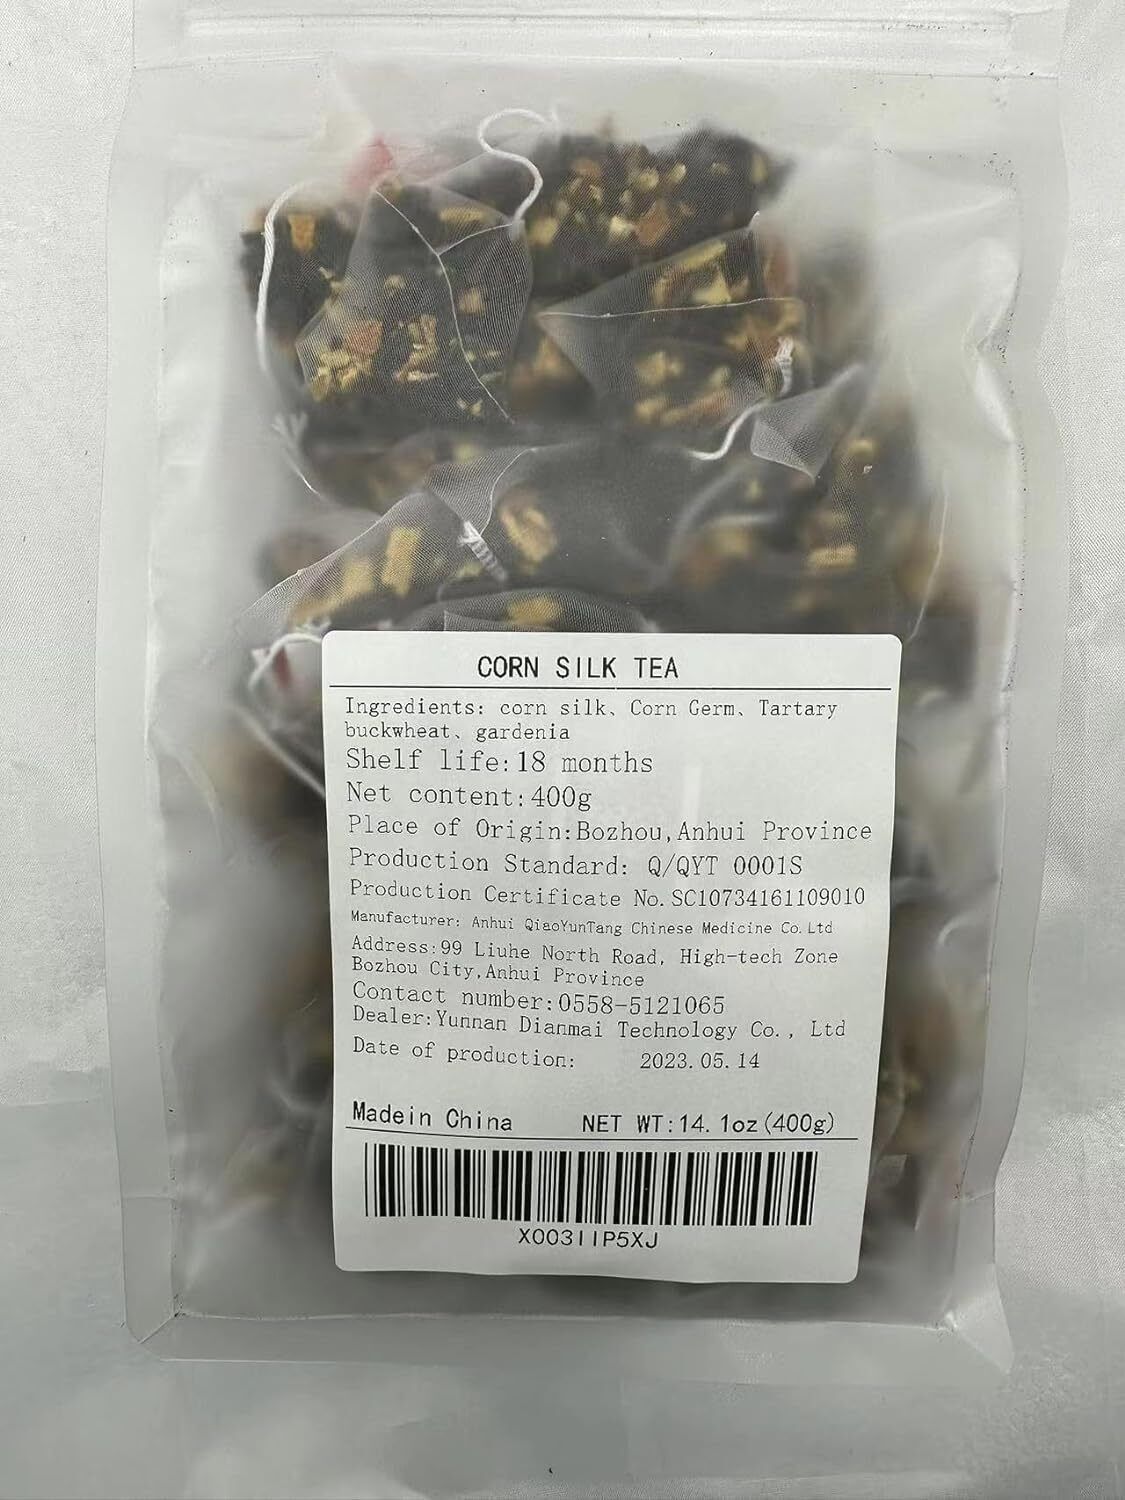 CORN SILK TEA
Ingredients: corn silk、Corn Germ、Tartary
buckwheat、gardenia
Shelf life:18 months
Net content:400g
Place of Origin:Bozhou,Anhui Province
Production Standard: Q/QYT 0001S
Production Certificate No.SC10734161109010
Manufacturer: Anhui QiaoYunTang Chinese Medicine Co.Ltd
Address:99 Liuhe North Road, High-tech Zone
Bozhou City,Anhui Province
Contact number:0558-5121065
Dealer:Yunnan Dianmai Technology Co., Ltd
Date of production: 2023.05.14
Madein China NET WT:14.1oz(400g)
X003IIP5XJ